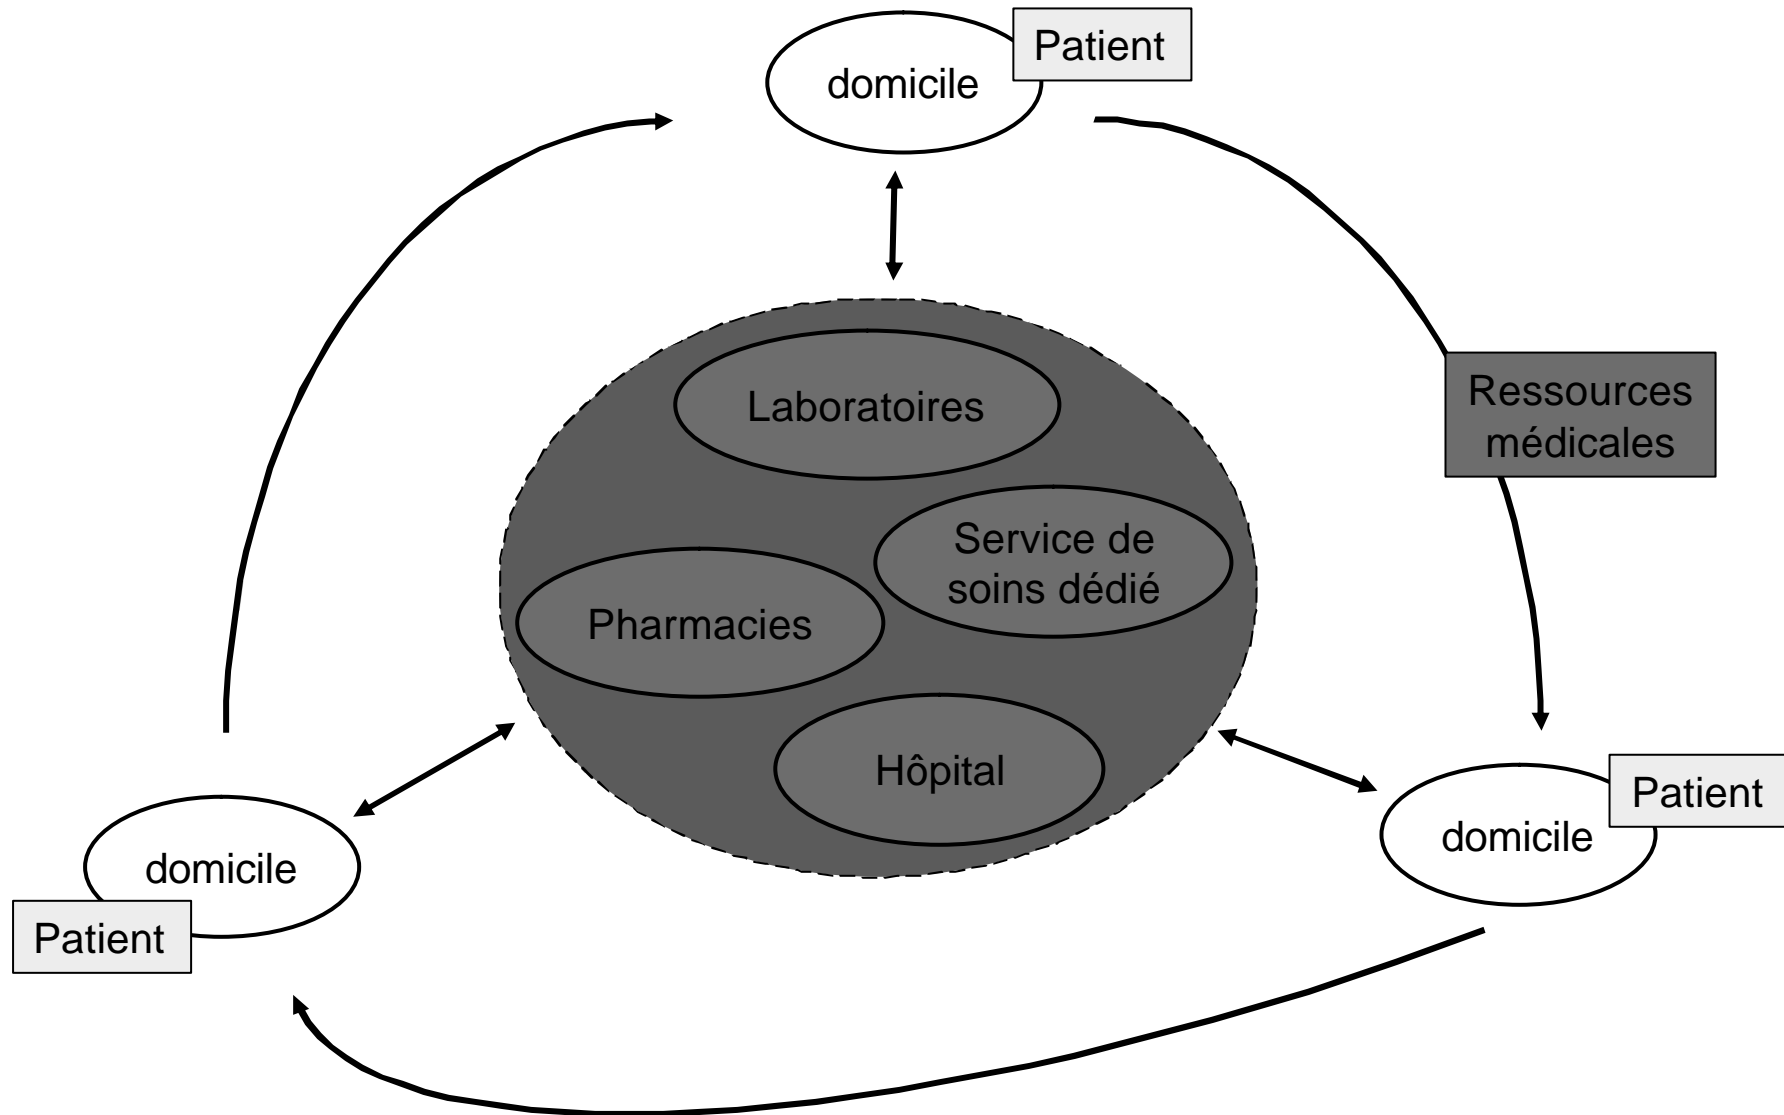 Patient
domicile
Laboratoires
Ressources
médicales
Service de
soins dédié
Pharmacies
Hôpital
Patient
domicile
domicile
Patient